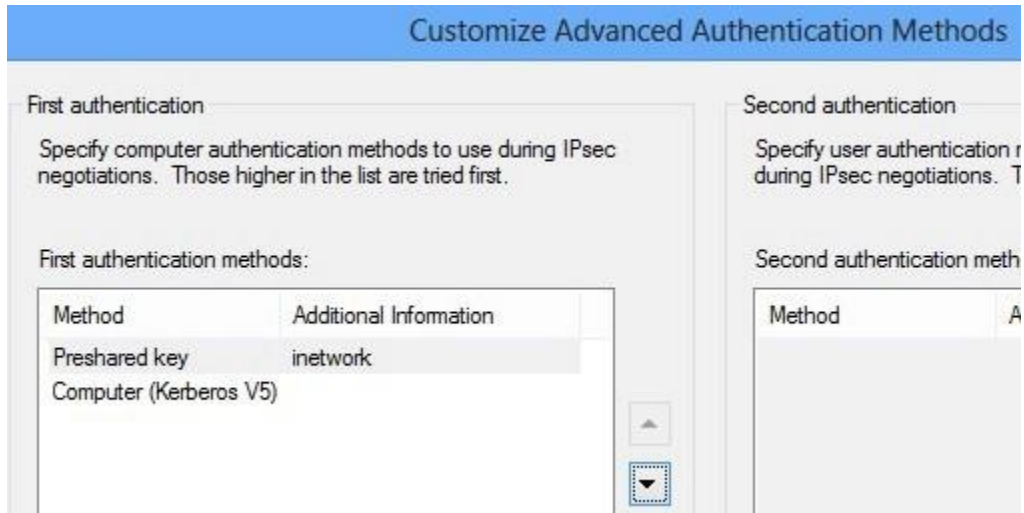 Customize Advanced Authentication Methods
First authentication
Specify computer authentication methods to use during IPsec
negotiations. Those higher in the list are tried first.
First authentication methods:
Method Additional Information
Preshared key inetwork
Computer (Kerberos V5)
Second authentication
Specify user authentication
during IPsec negotiations.
Second authentication
Method